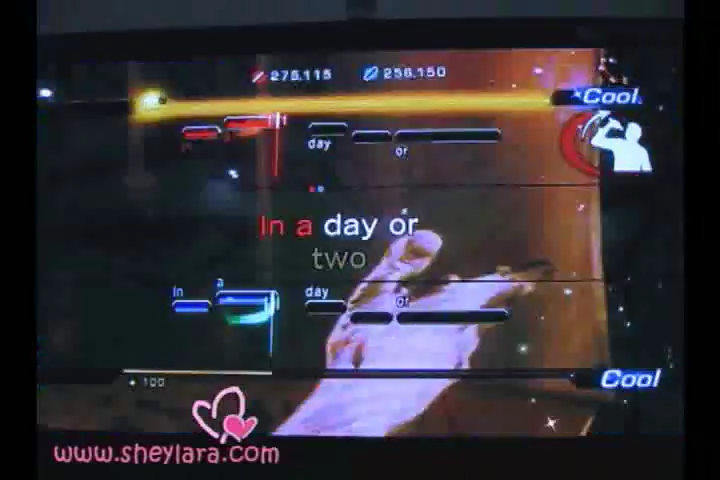 275,115 256,150
Cool
day or
In a day or
two
In a day or
100
Cool
www.sheylara.com